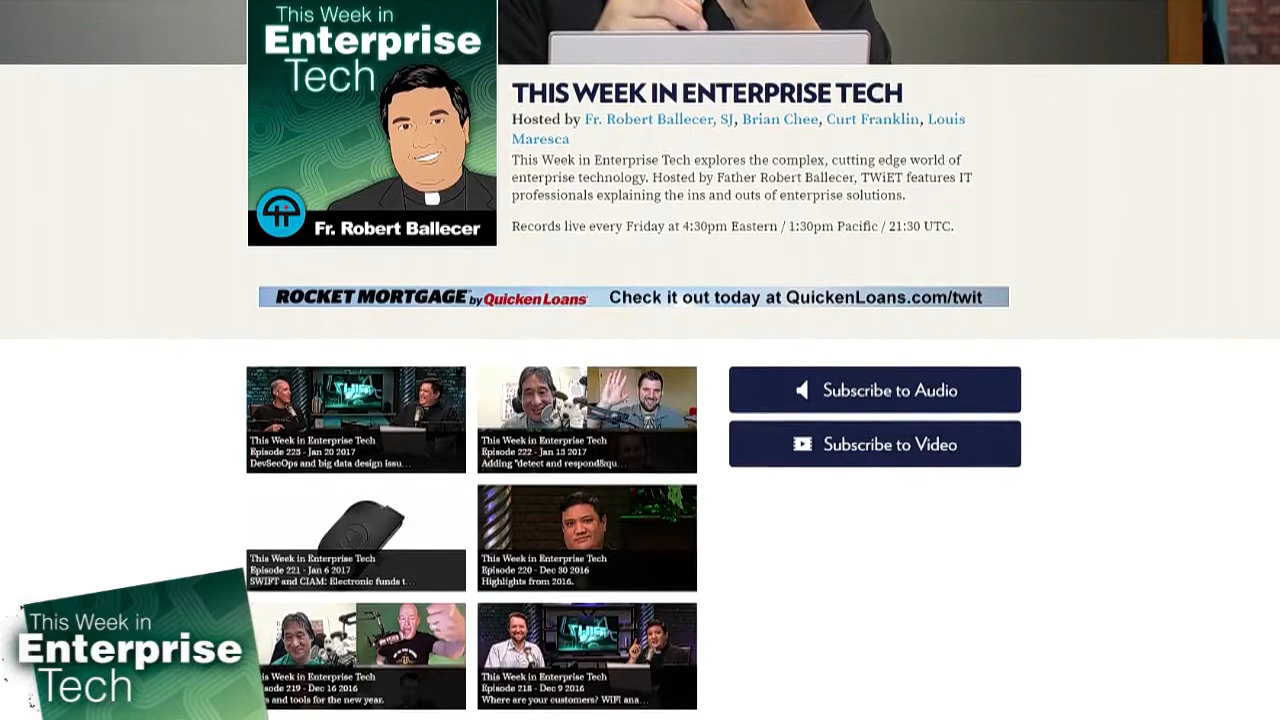 This Week in
Enterprise
Tech
Fr. Robert Ballecer
THIS WEEK IN ENTERPRISE TECH
Hosted by Fr. Robert Ballecer, SJ, Brian Chee, Curt Franklin, Louis
Maresca
This Week in Enterprise Tech explores the complex, cutting edge world of
enterprise technology. Hosted by Father Robert Ballecer, TWiET features IT
professionals explaining the ins and outs of enterprise solutions.
Records live every Friday at 4:30pm Eastern / 1:30pm Pacific / 21:30 UTC.
ROCKET MORTGAGE by Quicken Loans Check it out today at QuickenLoans.com/twit
This Week in Enterprise Tech
Episode 223 - Jan 20 2017
DevSecOps and big data design issu...
This Week in Enterprise Tech
Episode 222 - Jan 13 2017
Adding "detect and respond&qu...
Subscribe to Audio
Subscribe to Video
This Week in Enterprise Tech
Episode 221 - Jan 6 2017
SWIFT and CIAM: Electronic funds t...
This Week in Enterprise Tech
Episode 220 - Dec 30 2016
Highlights from 2016.
is Week in Enterprise Tech
sode 219 - Dec 16 2016
s and tools for the new year.
This Week in Enterprise Tech
Episode 218 - Dec 9 2016
Where are your customers? WiFi ana...
This Week in
Enterprise
Tech